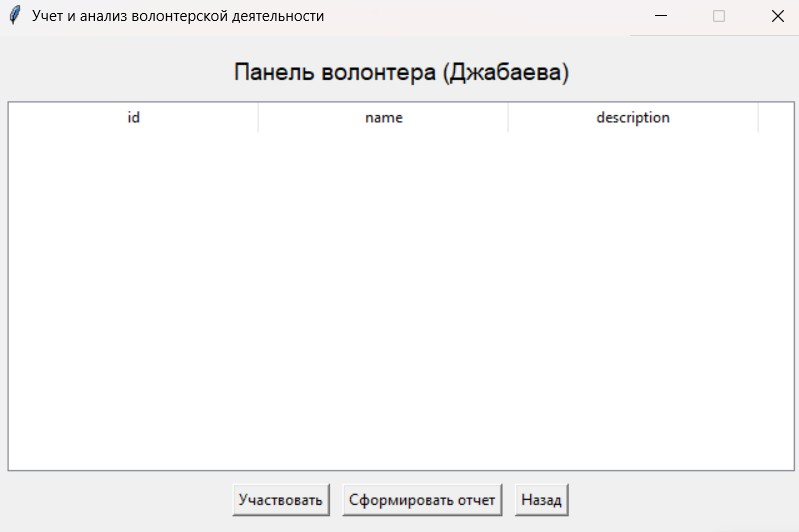 Учет и анализ волонтерской деятельности
Панель волонтера (Джабаева)
id name description
Участвовать Сформировать отчет Назад